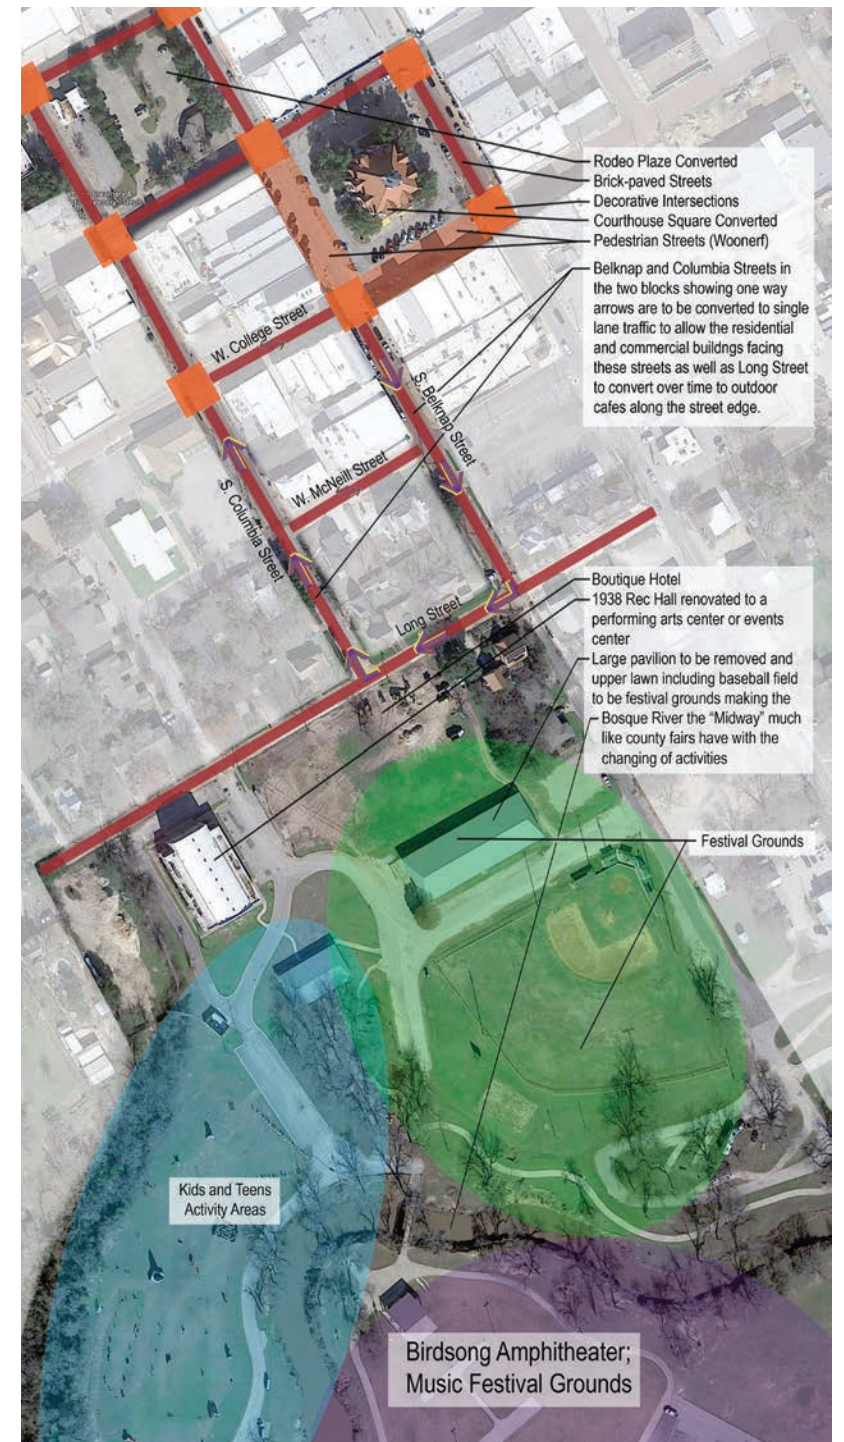 Rodeo Plaze Converted
Brick-paved Streets
Decorative Intersections
Courthouse Square Converted
Pedestrian Streets (Woonerf)
Belknap and Columbia Streets in
the two blocks showing one way
arrows are to be converted to single
lane traffic to allow the residential
and commercial buildngs facing
these streets as well as Long Street
to convert over time to outdoor
cafes along the street edge.
W. College Street
S. Belknap Street
W. McNeill Street
S. Columbia Street
Long Street
Boutique Hotel
1938 Rec Hall renovated to a
performing arts center or events
center
Large pavilion to be removed and
upper lawn including baseball field
to be festival grounds making the
Bosque River the “Midway” much
like county fairs have with the
changing of activities
Festival Grounds
Kids and Teens
Activity Areas
Birdsong Amphitheater;
Music Festival Grounds